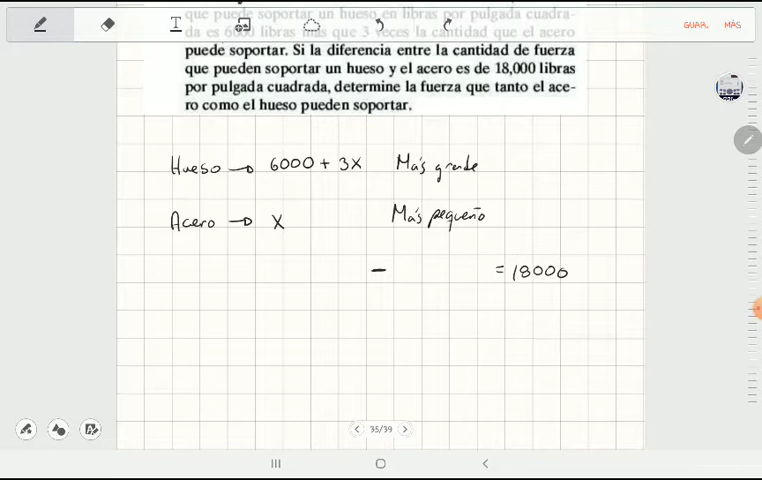 GUAR. MÁS
que puede soportar un hueso en libras por pulgada cuadra-
da es 6000 libras más que 3 veces la cantidad que el acero
puede soportar. Si la diferencia entre la cantidad de fuerza
que pueden soportar un hueso y el acero es de 18,000 libras
por pulgada cuadrada, determine la fuerza que tanto el ace-
ro como el hueso pueden soportar.
Hueso → 6000 + 3x Más grande
Acero → x Más pequeño
- = 18000
35/39